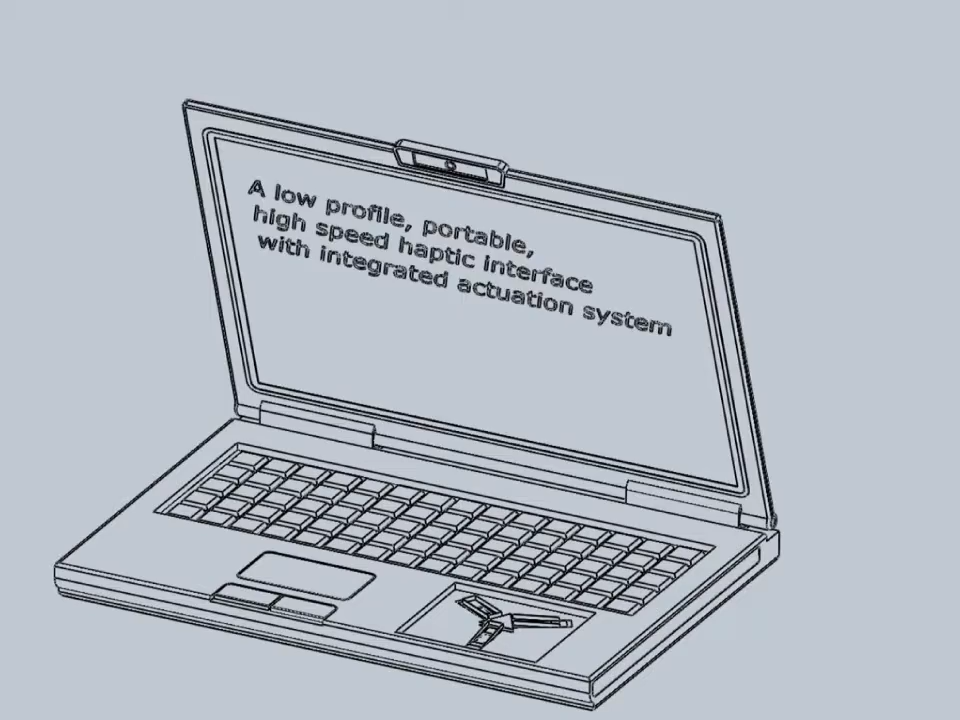 A low profile, portable,
high speed haptic interface
with integrated actuation system